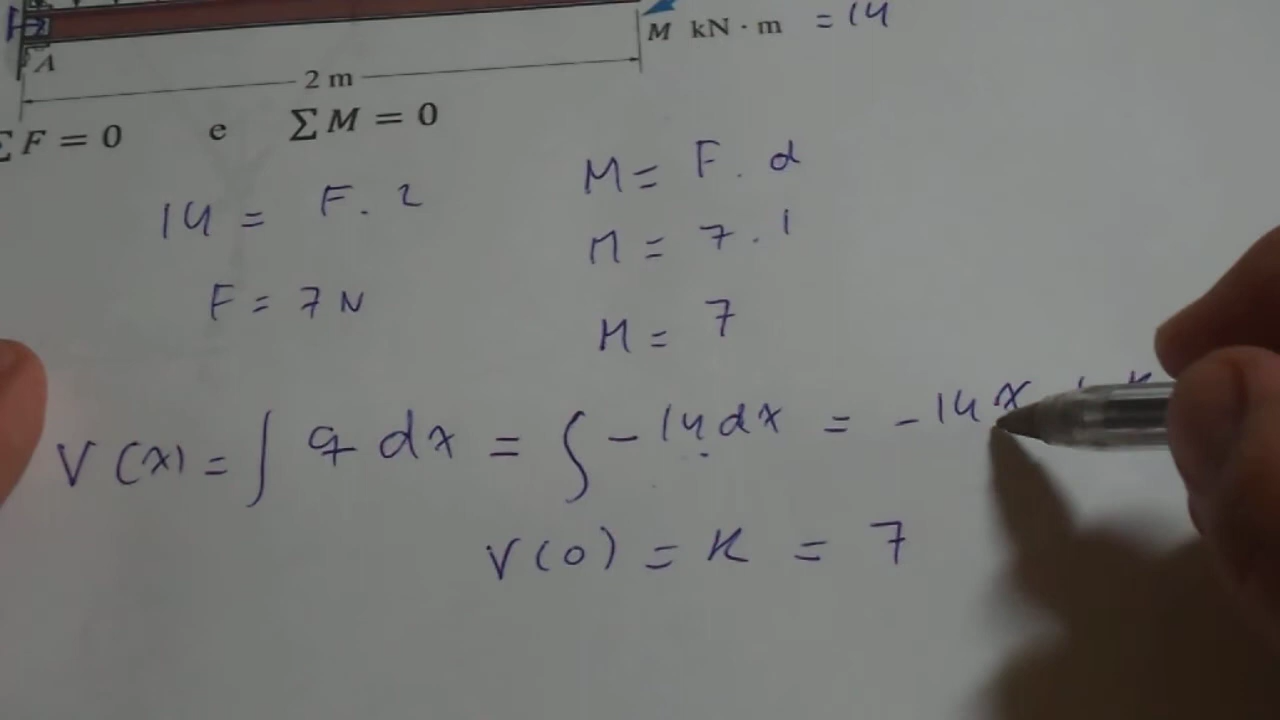 M kN · m = 14
A
2 m
ΣF = 0 e ΣM = 0
14 = F. 2
F = 7 N
M = F. d
M = 7. 1
M = 7
V(x) = ∫ q dx = ∫ -14 dx = -14x + K
V(0) = K = 7